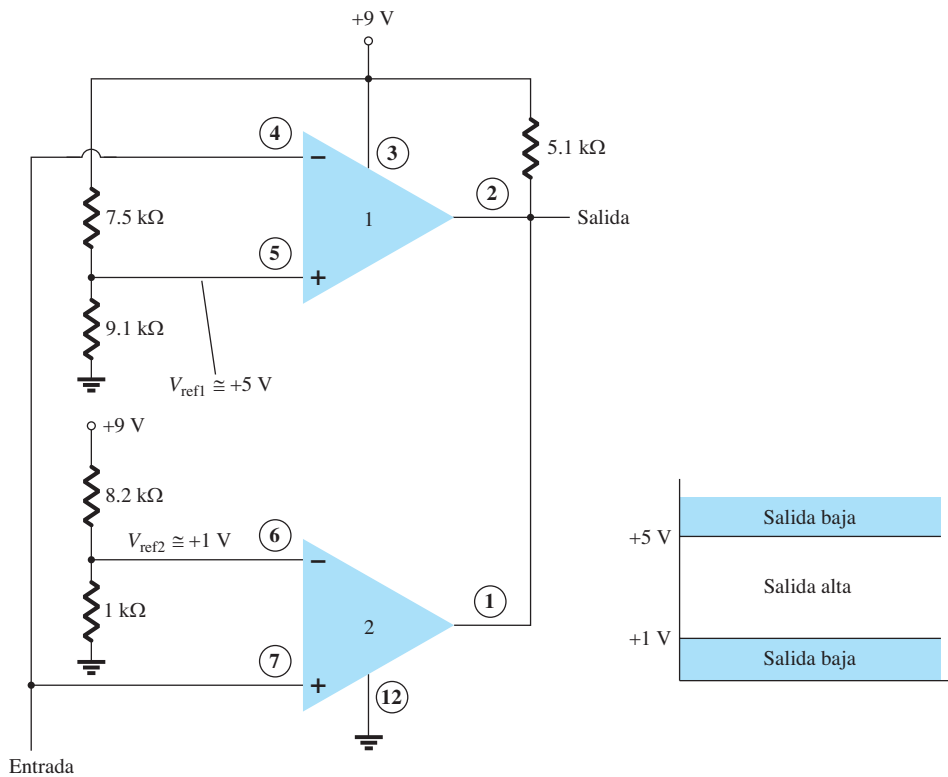 +9 V
4
−
3
5.1 kΩ
2
7.5 kΩ
1
Salida
5
+
9.1 kΩ
Vref1 ≅ +5 V
+9 V
8.2 kΩ
Vref2 ≅ +1 V
6
−
1
1 kΩ
2
7
+
12
Entrada
Salida baja
+5 V
Salida alta
+1 V
Salida baja